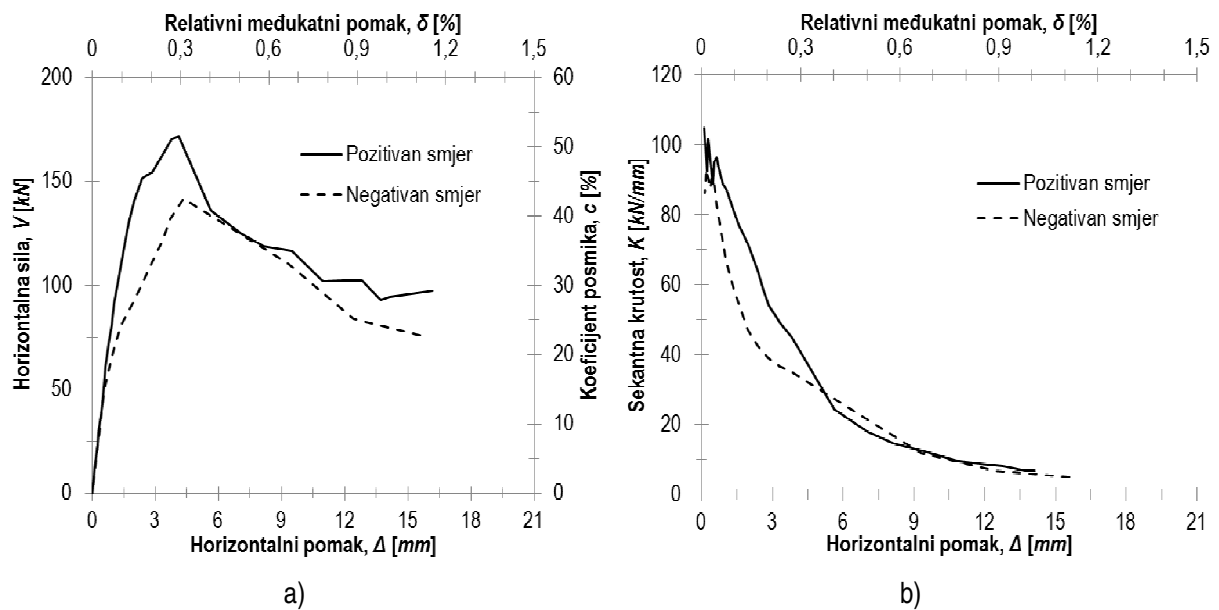 Relativni međukatni pomak, δ [%]
0 0,3 0,6 0,9 1,2 1,5
200 150 100 50 0
Horizontalna sila, V [kN]
60 50 40 30 20 10 0
Koeficijent posmika, c [%]
Pozitivan smjer
Negativan smjer
0 3 6 9 12 15 18 21
Horizontalni pomak, Δ [mm]
a)
Relativni međukatni pomak, δ [%]
0 0,3 0,6 0,9 1,2 1,5
120 100 80 60 40 20 0
Sekantna krutost, K [kN/mm]
Pozitivan smjer
Negativan smjer
0 3 6 9 12 15 18 21
Horizontalni pomak, Δ [mm]
b)